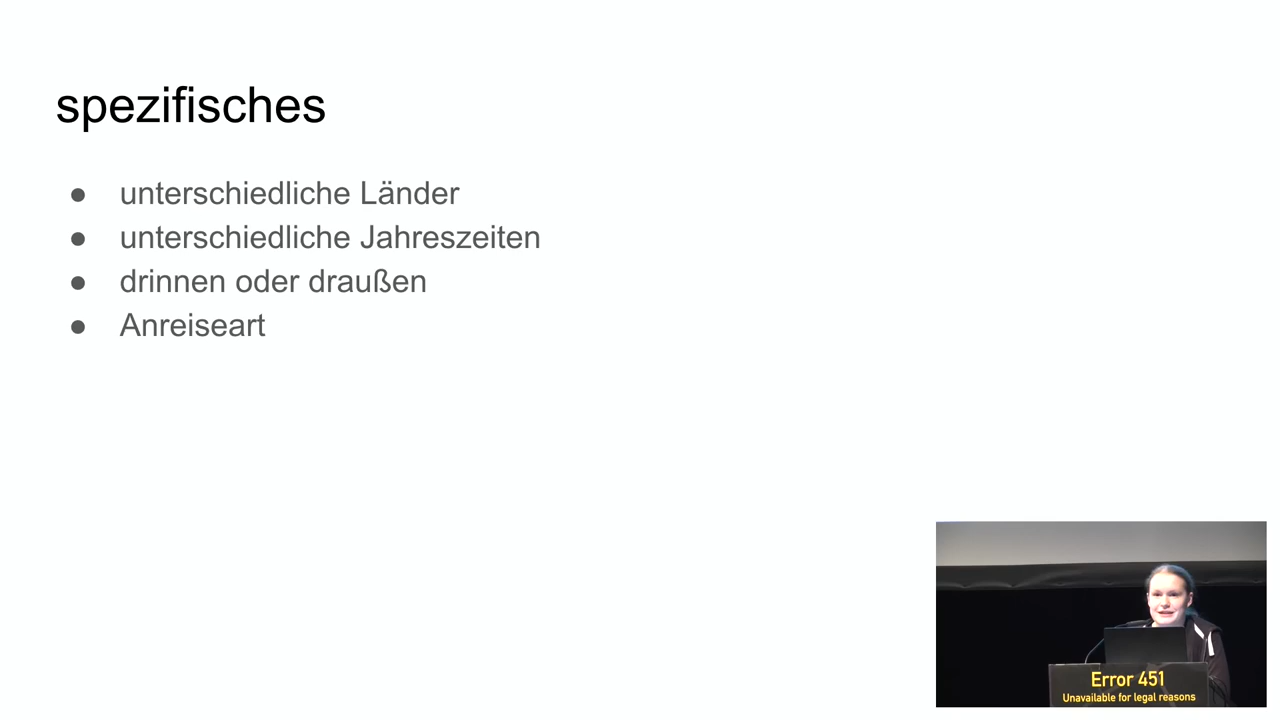 spezifisches
● unterschiedliche Länder
● unterschiedliche Jahreszeiten
● drinnen oder draußen
● Anreiseart
Error 451
Unavailable for legal reasons